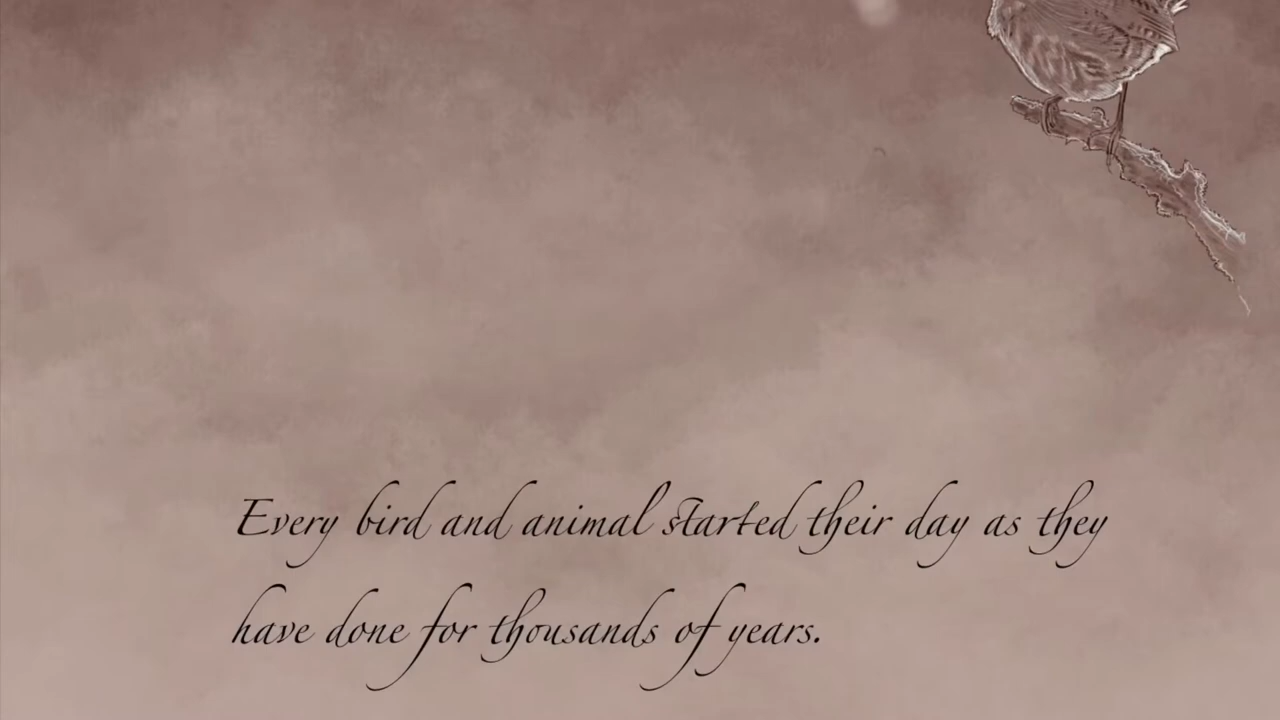 Every bird and animal started their day as they
have done for thousands of years.